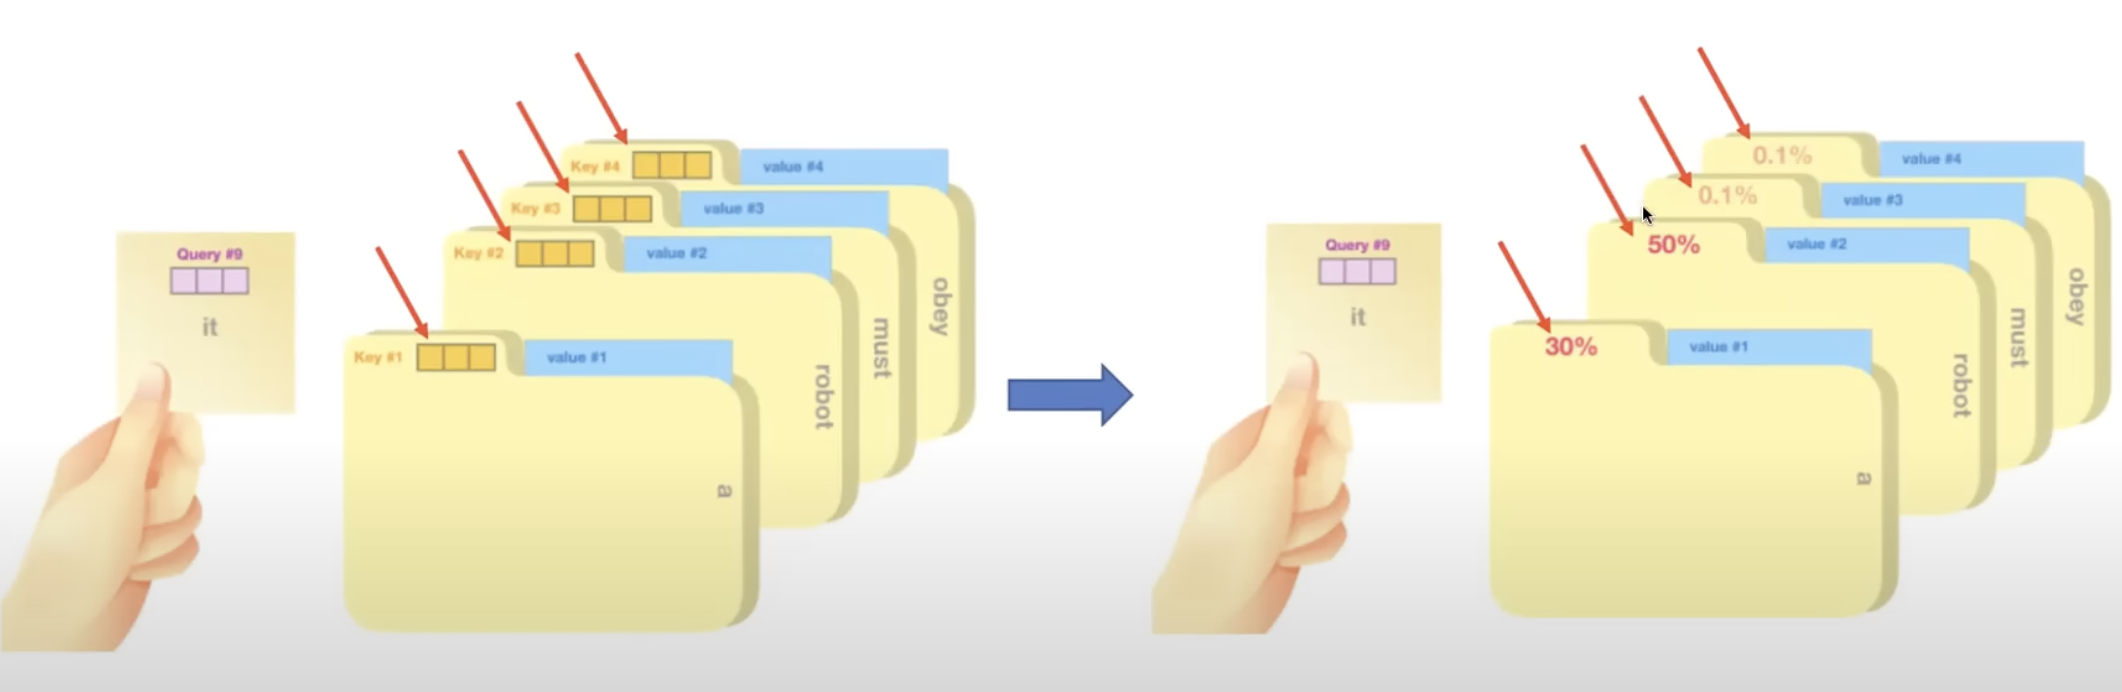 Query #9
it
Key #4
value #4
Key #3
value #3
Key #2
value #2
Key #1
value #1
obey
must
robot
a
Query #9
it
0.1%
value #4
0.1%
value #3
50%
value #2
30%
value #1
obey
must
robot
a